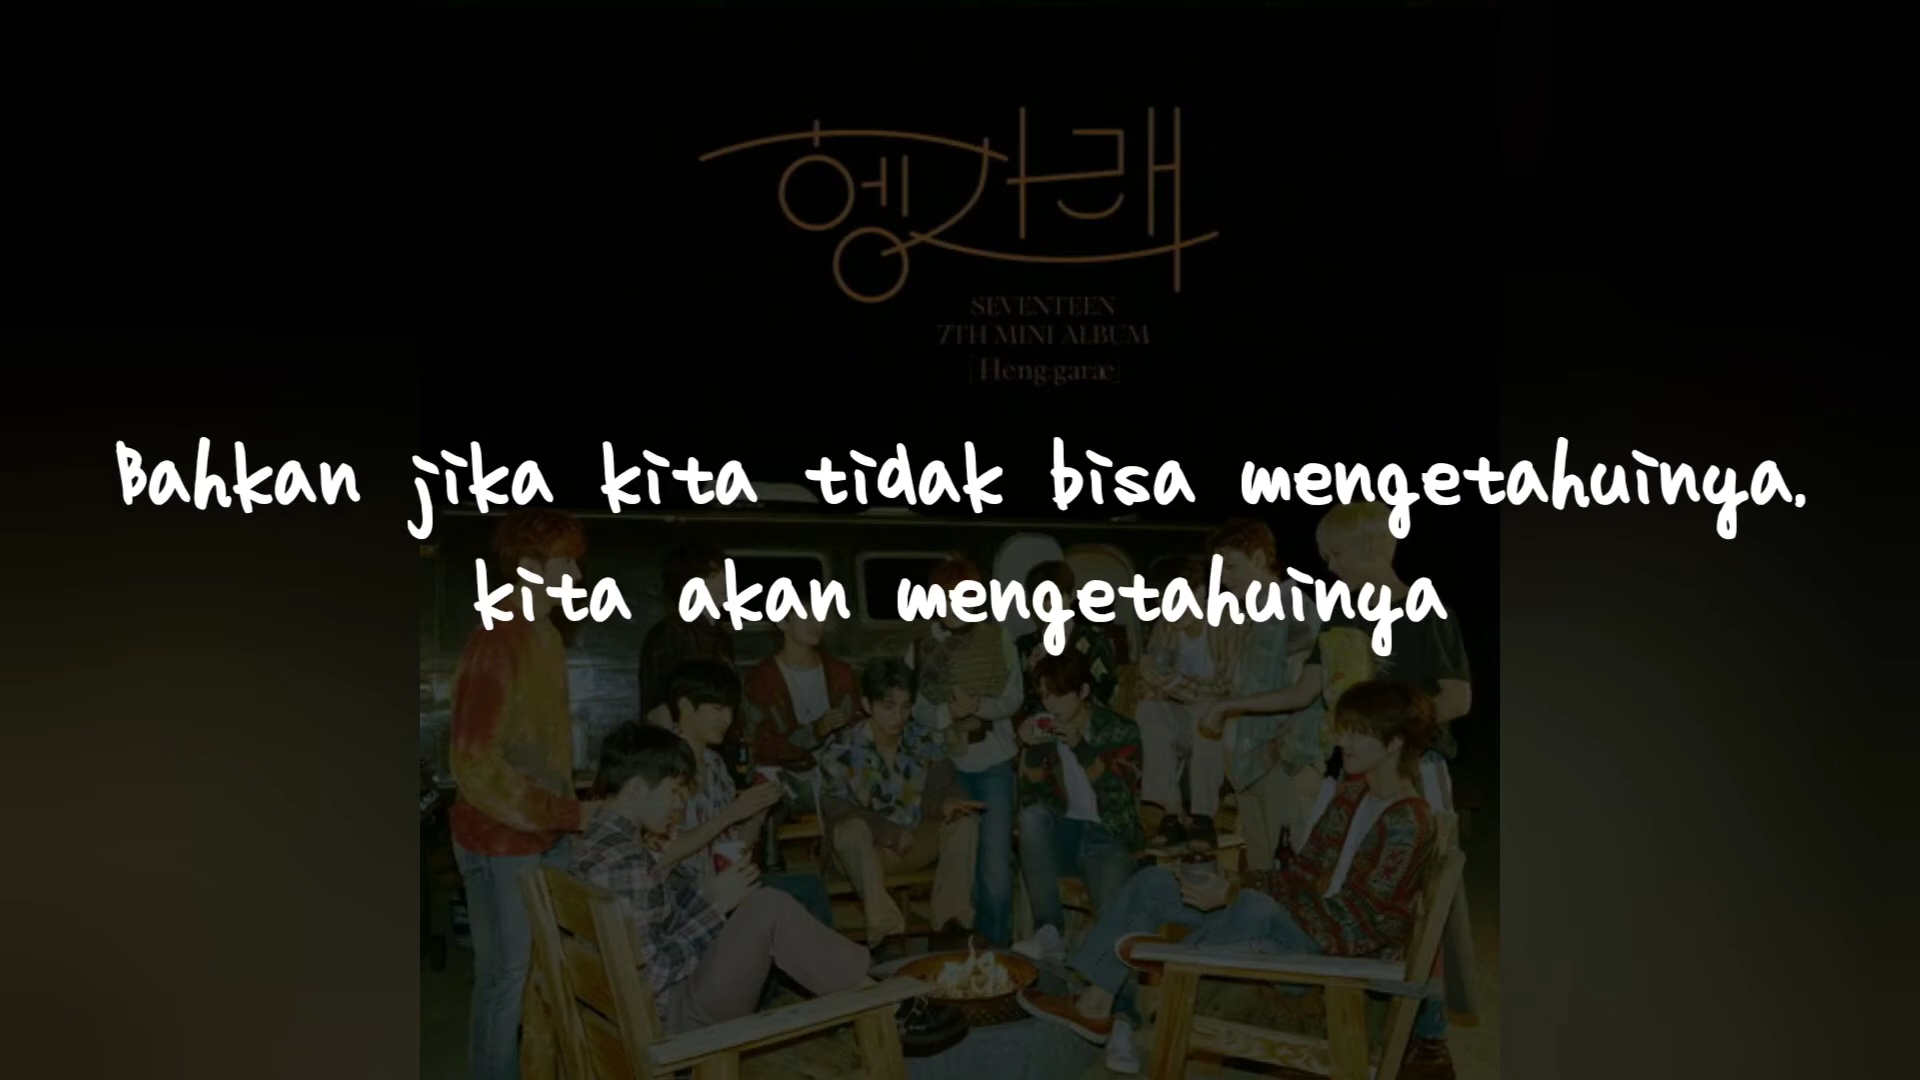 헹가래
SEVENTEEN
7TH MINI ALBUM
[Heng:garæ]
Bahkan jika kita tidak bisa mengetahuinya,
kita akan mengetahuinya